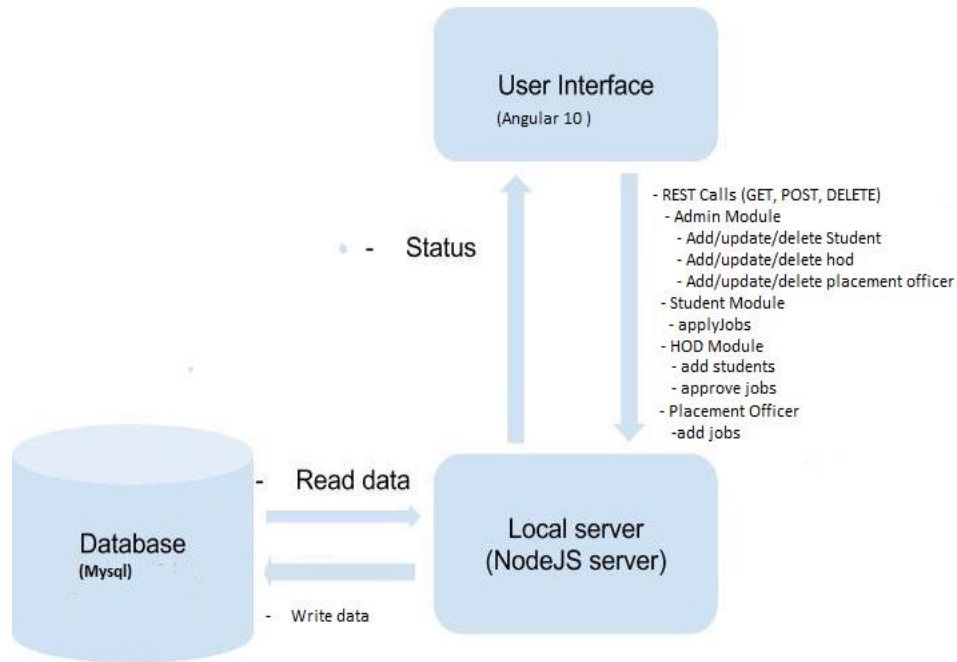 User Interface
(Angular 10 )
- REST Calls (GET, POST, DELETE)
- Admin Module
- Add/update/delete Student
- Add/update/delete hod
- Add/update/delete placement officer
- Student Module
- applyJobs
- HOD Module
- add students
- approve jobs
- Placement Officer
-add jobs
- Status
- Read data
Database
(Mysql)
Local server
(NodeJS server)
- Write data